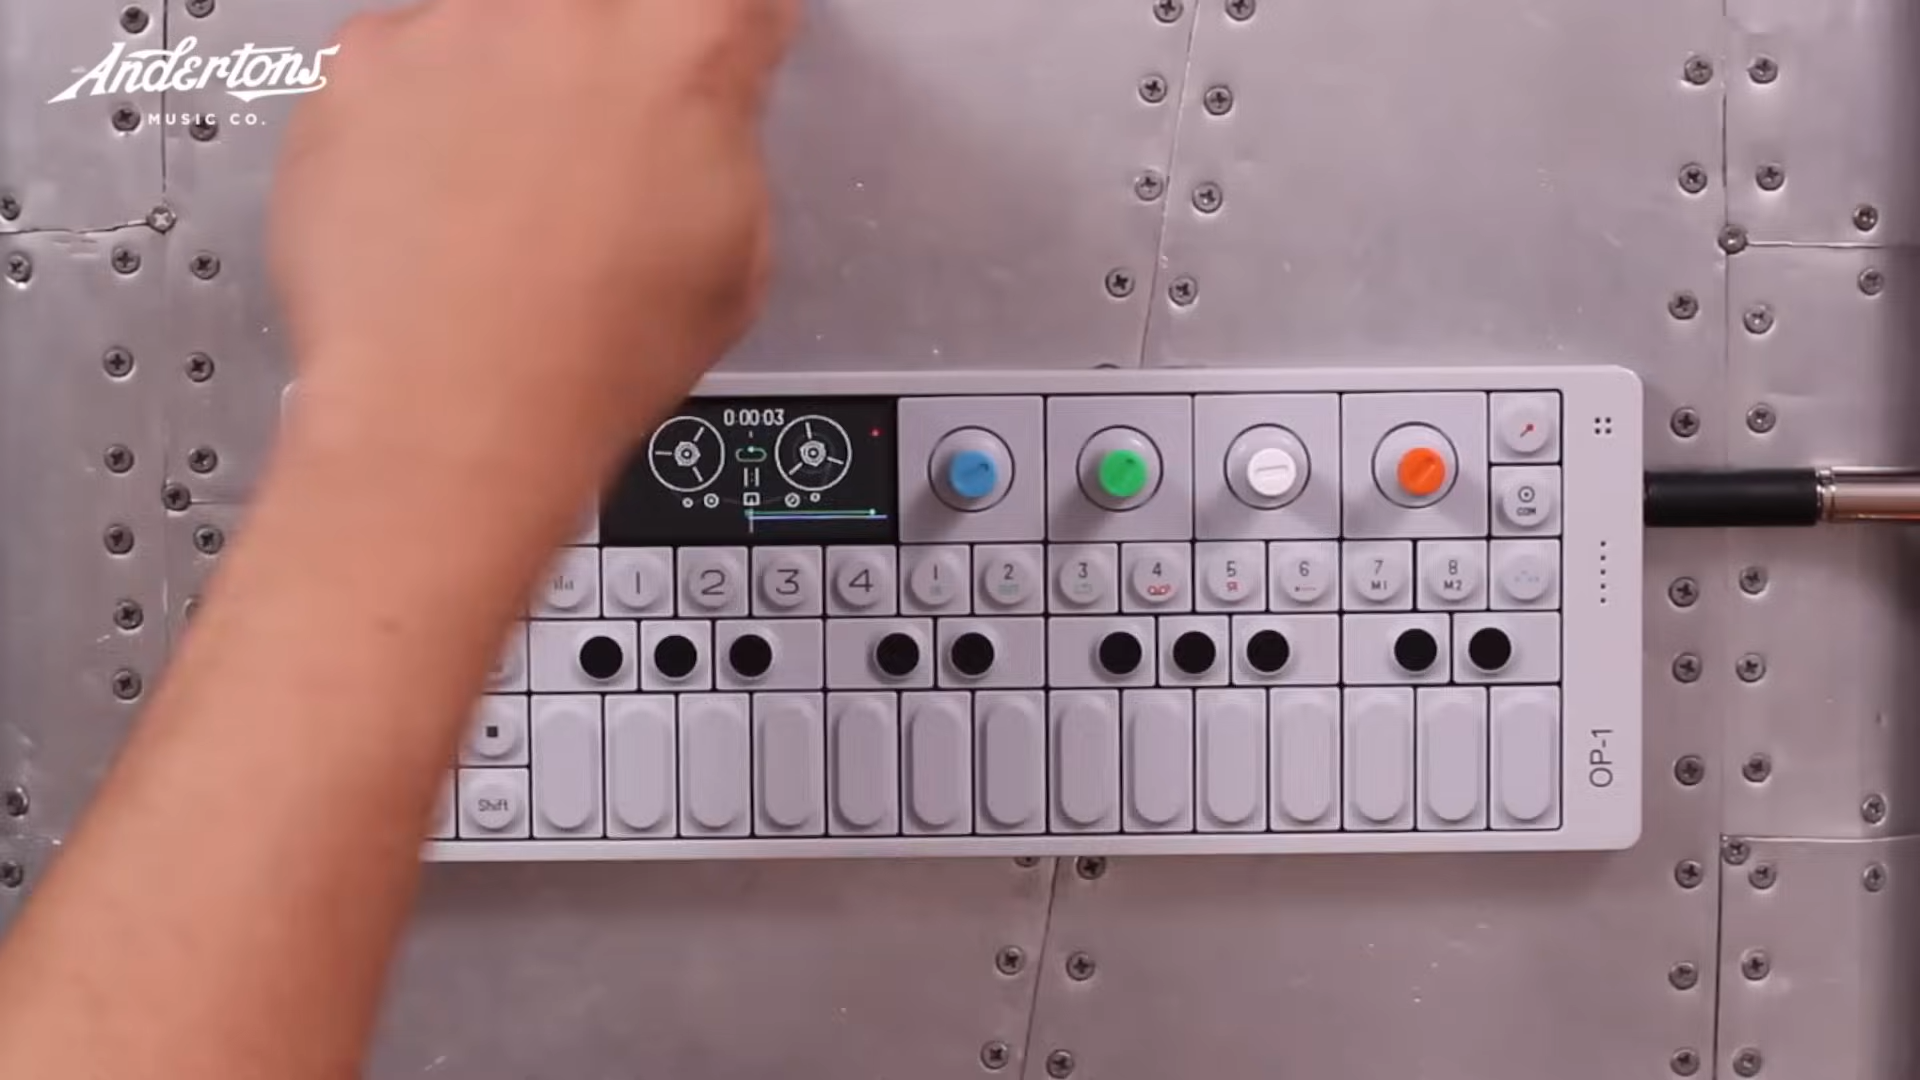 Andertons
MUSIC CO.
0:00:03
COM
1 2 3 4 1 2 3 4 5 6 7 8
M1 M2
Shift
OP-1